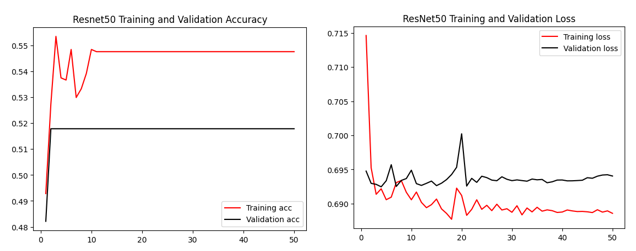 Resnet50 Training and Validation Accuracy
0.55
0.54
0.53
0.52
0.51
0.50
0.49
0.48
0 10 20 30 40 50
Training acc
Validation acc
ResNet50 Training and Validation Loss
0.715
0.710
0.705
0.700
0.695
0.690
0 10 20 30 40 50
Training loss
Validation loss